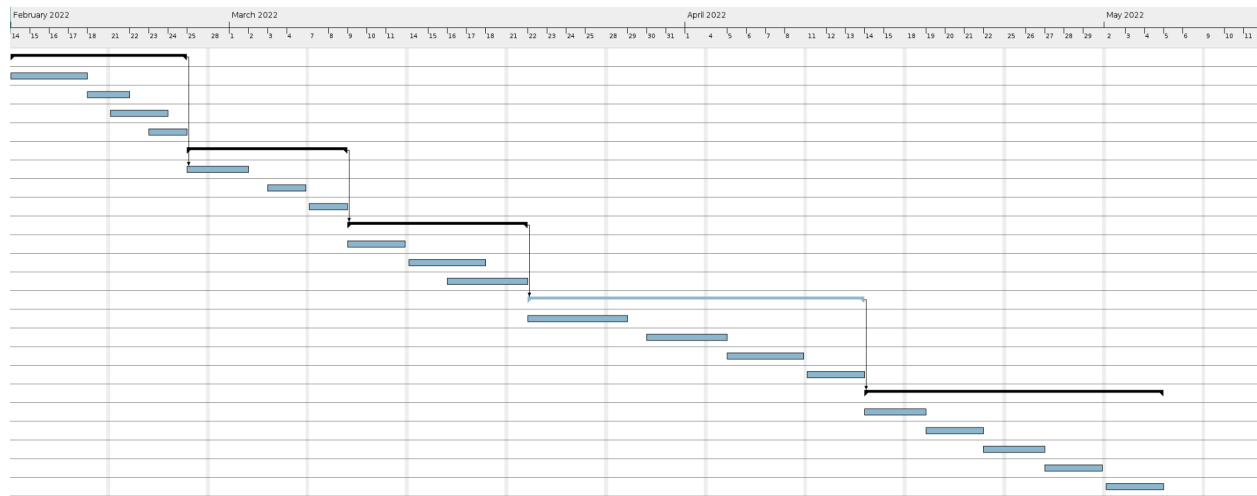 February 2022 March 2022 April 2022 May 2022
14 15 16 17 18 21 22 23 24 25 28 1 2 3 4 7 8 9 10 11 14 15 16 17 18 21 22 23 24 25 28 29 30 31 1 4 5 6 7 8 11 12 13 14 15 18 19 20 21 22 25 26 27 28 29 2 3 4 5 6 9 10 11